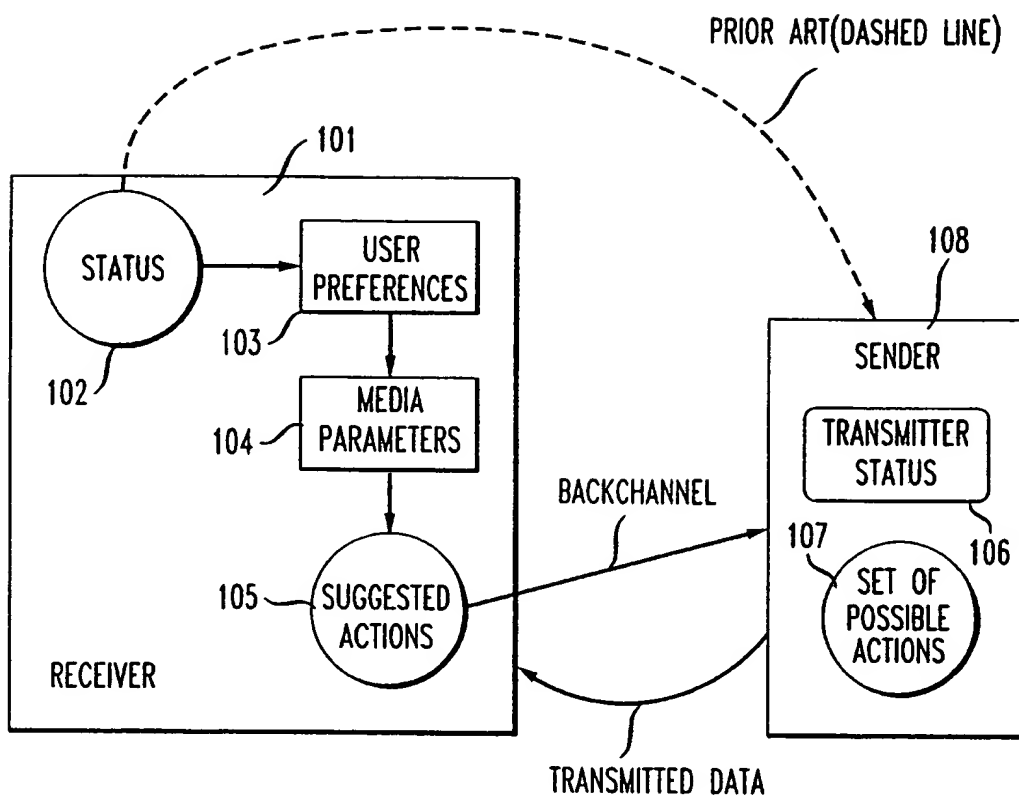 PRIOR ART(DASHED LINE)
101
STATUS
USER
PREFERENCES
103
102
MEDIA
PARAMETERS
104
105
SUGGESTED
ACTIONS
RECEIVER
BACKCHANNEL
TRANSMITTED DATA
108
SENDER
TRANSMITTER
STATUS
106
107
SET OF
POSSIBLE
ACTIONS